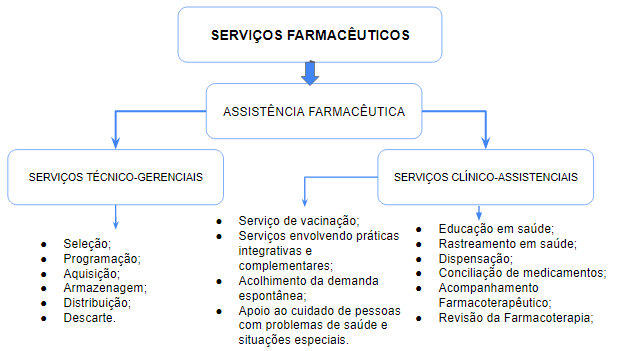 SERVIÇOS FARMACÊUTICOS
ASSISTÊNCIA FARMACÊUTICA
SERVIÇOS TÉCNICO-GERENCIAIS
SERVIÇOS CLÍNICO-ASSISTENCIAIS
● Seleção;
● Programação;
● Aquisição;
● Armazenagem;
● Distribuição;
● Descarte.
● Serviço de vacinação;
● Serviços envolvendo práticas
integrativas e
complementares;
● Acolhimento da demanda
espontânea;
● Apoio ao cuidado de pessoas
com problemas de saúde e
situações especiais.
● Educação em saúde;
● Rastreamento em saúde;
● Dispensação;
● Conciliação de medicamentos;
● Acompanhamento
Farmacoterapêutico;
● Revisão da Farmacoterapia;